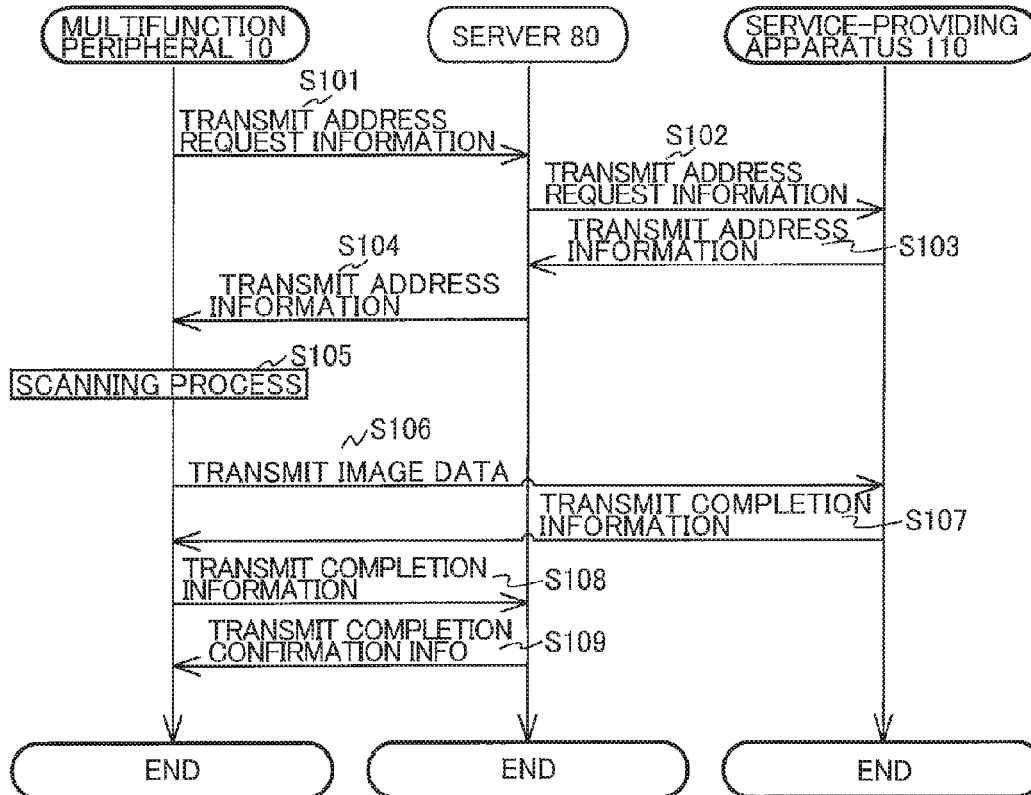 MULTIFUNCTION
PERIPHERAL 10
SERVER 80
SERVICE-PROVIDING
APPARATUS 110
S101
TRANSMIT ADDRESS
REQUEST INFORMATION
S102
TRANSMIT ADDRESS
REQUEST INFORMATION
TRANSMIT ADDRESS
INFORMATION
S103
S104
TRANSMIT ADDRESS
INFORMATION
S105
SCANNING PROCESS
S106
TRANSMIT IMAGE DATA
TRANSMIT COMPLETION
INFORMATION
S107
TRANSMIT COMPLETION
INFORMATION
S108
TRANSMIT COMPLETION
CONFIRMATION INFO
S109
END
END
END